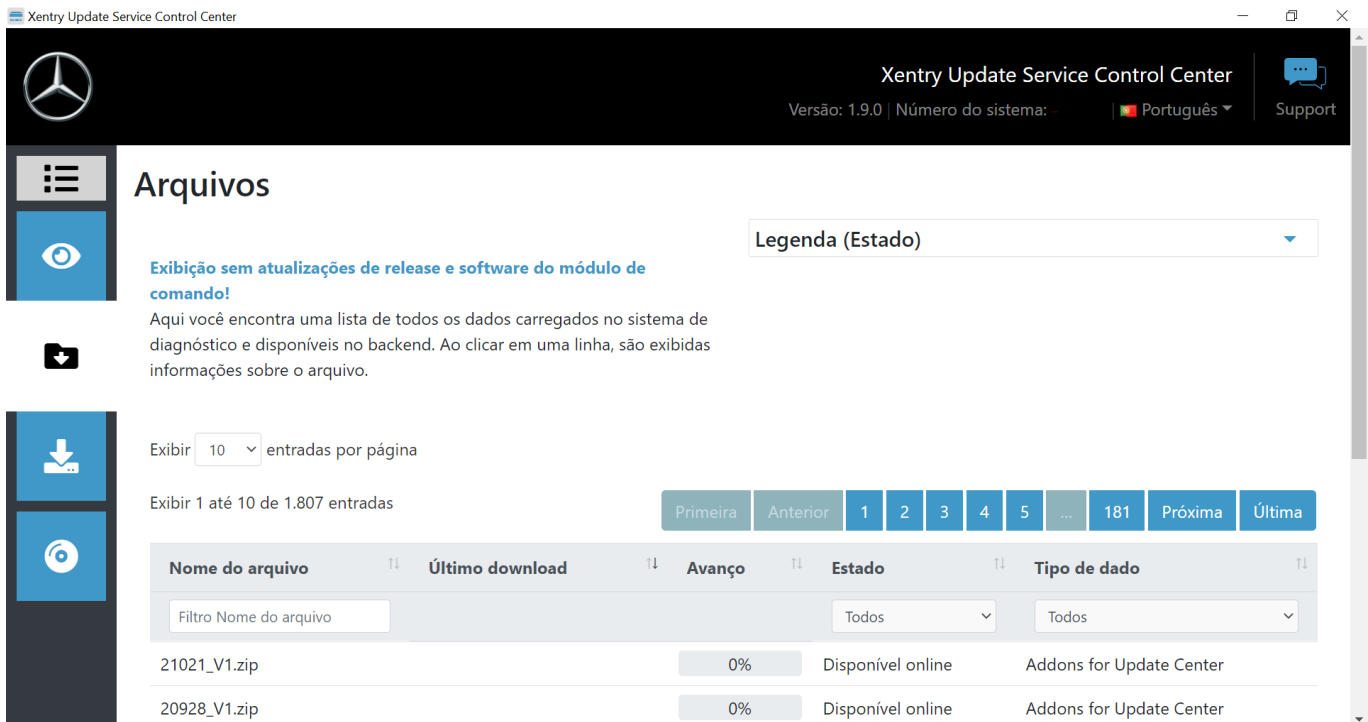 Xentry Update Service Control Center
Xentry Update Service Control Center
Versão: 1.9.0 | Número do sistema: | Português
Support
Arquivos
Legenda (Estado)
Exibição sem atualizações de release e software do módulo de
comando!
Aqui você encontra uma lista de todos os dados carregados no sistema de
diagnóstico e disponíveis no backend. Ao clicar em uma linha, são exibidas
informações sobre o arquivo.
Exibir 10 entradas por página
Exibir 1 até 10 de 1.807 entradas
Primeira Anterior 1 2 3 4 5 ... 181 Próxima Última
Nome do arquivo Último download Avanço Estado Tipo de dado
Filtro Nome do arquivo Todos Todos
21021_V1.zip 0% Disponível online Addons for Update Center
20928_V1.zip 0% Disponível online Addons for Update Center